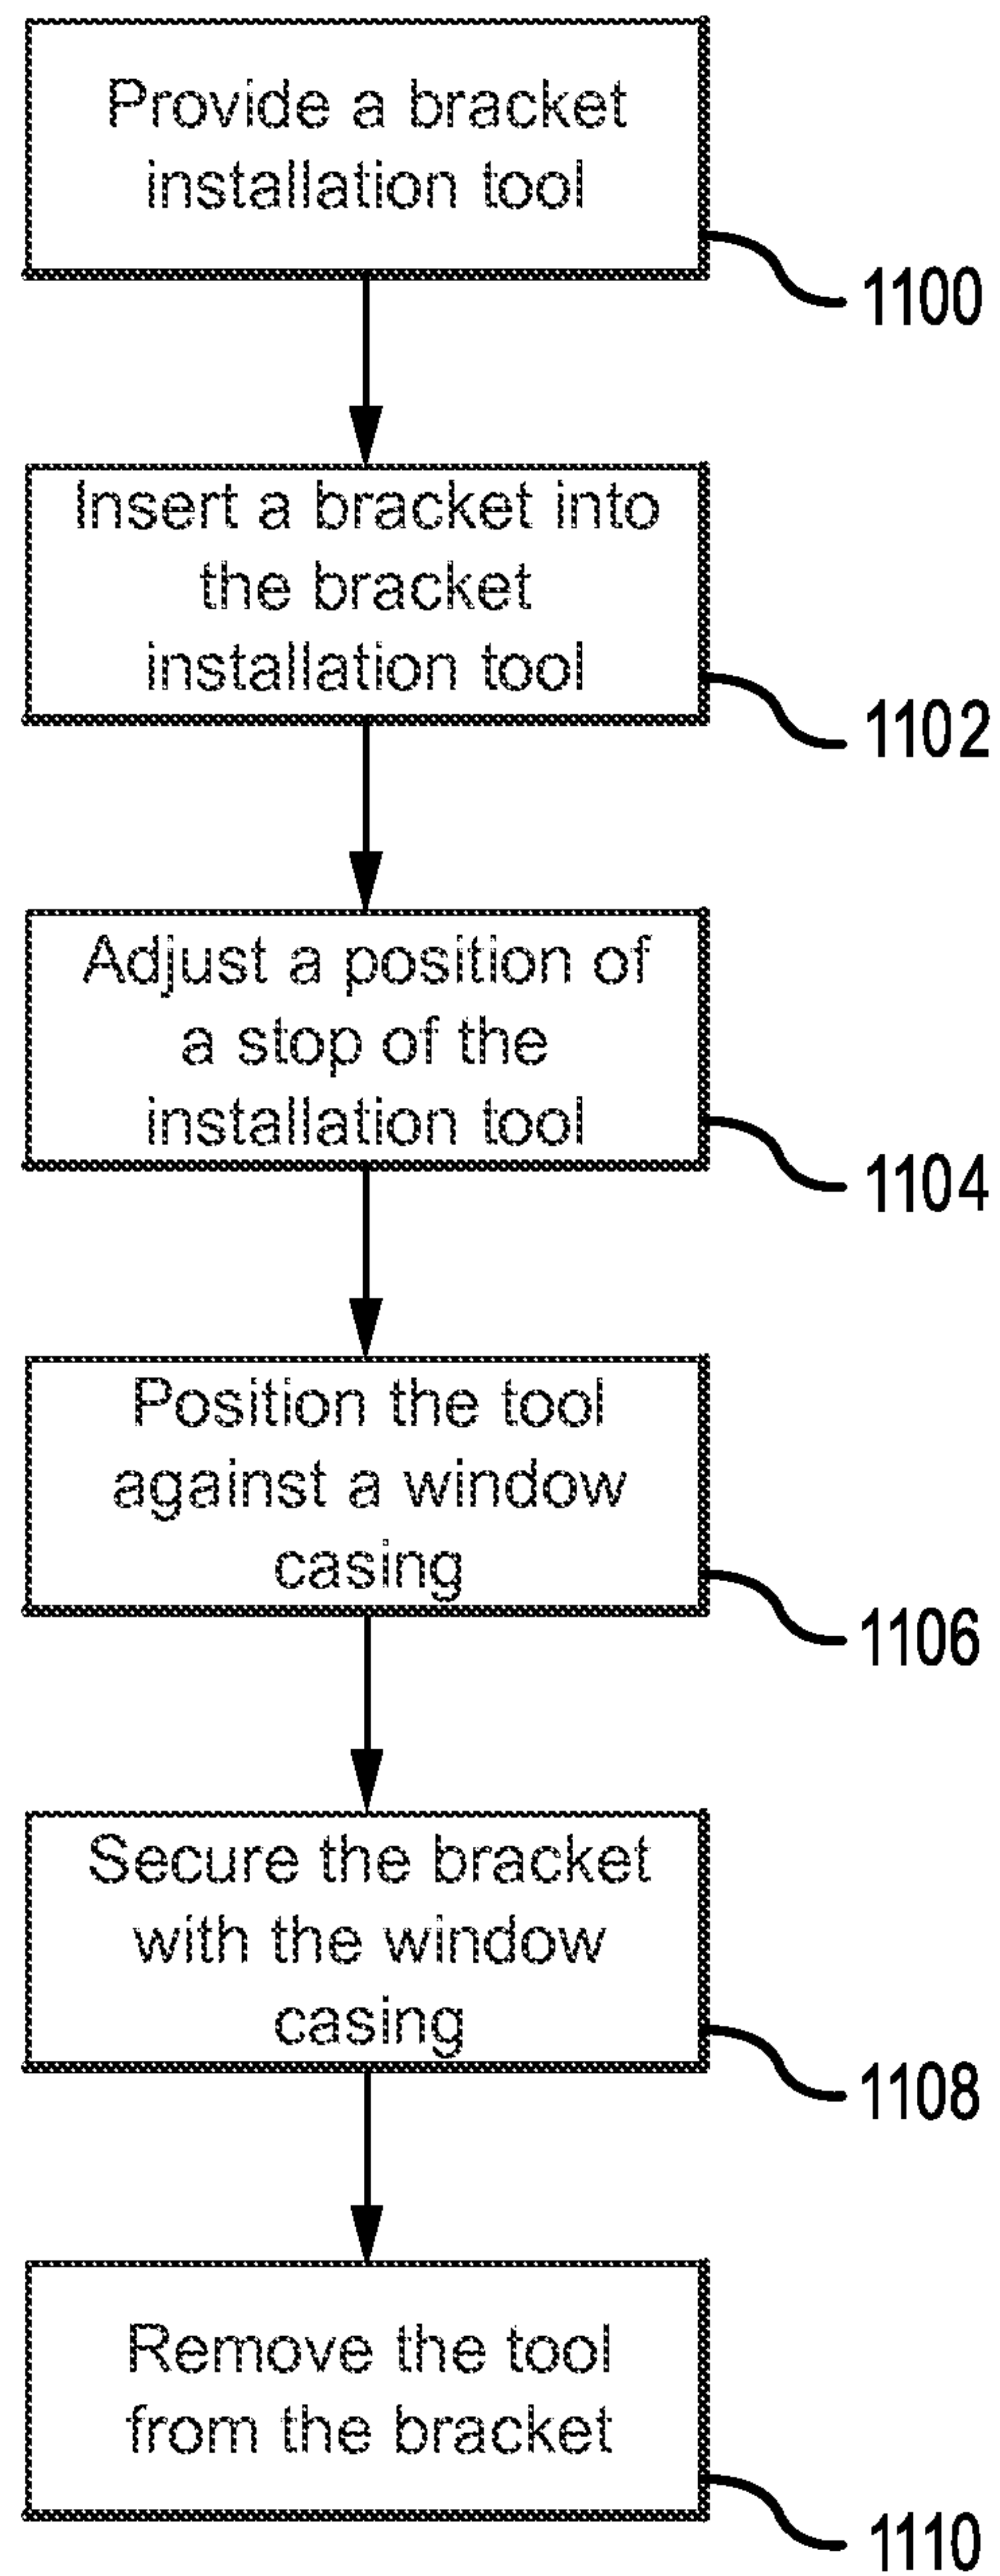 Provide a bracket
installation tool
1100
Insert a bracket into
the bracket
installation tool
1102
Adjust a position of
a stop of the
installation tool
1104
Position the tool
against a window
casing
1106
Secure the bracket
with the window
casing
1108
Remove the tool
from the bracket
1110